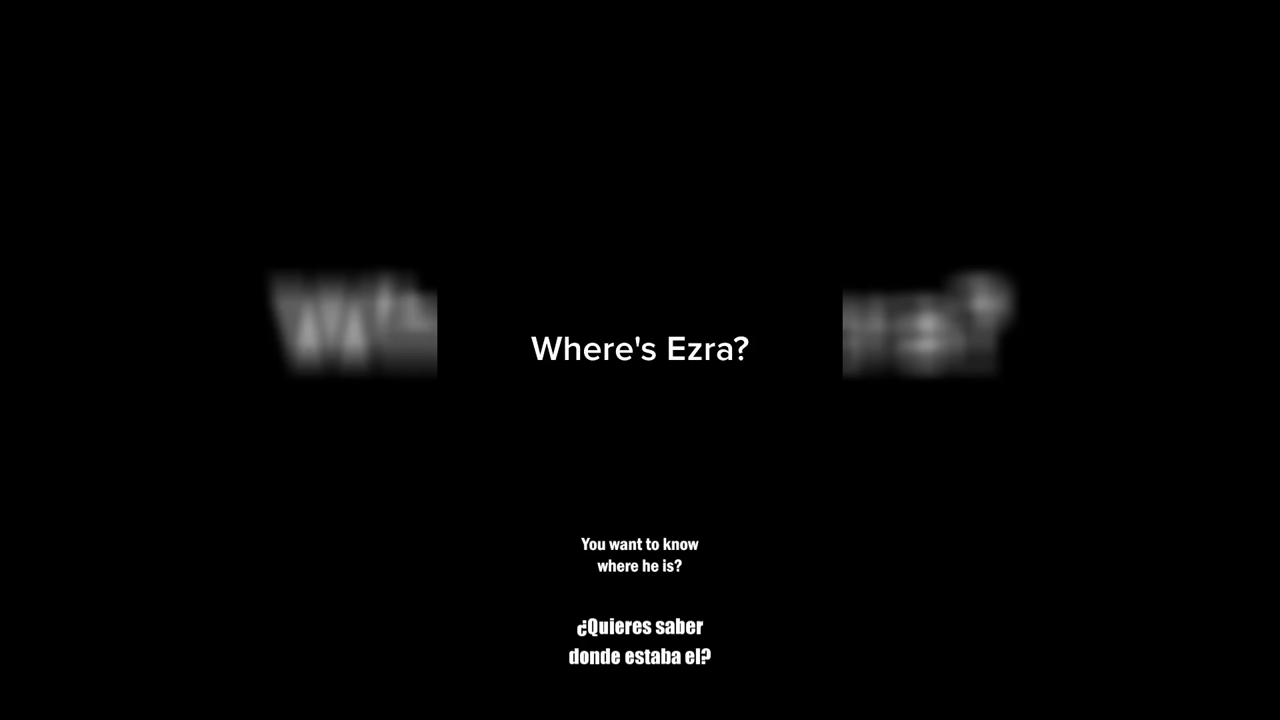 Where's Ezra?
You want to know
where he is?
¿Quieres saber
donde estaba el?